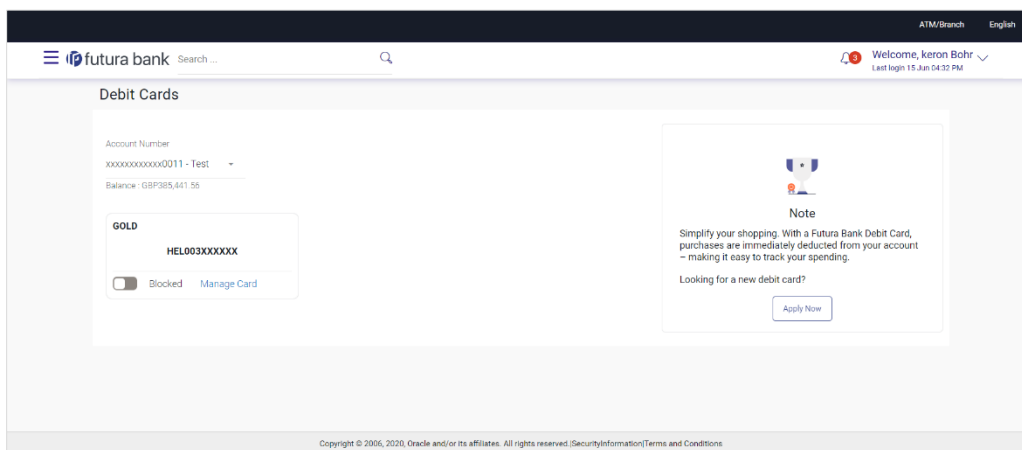 ATM/Branch English
futura bank Search ...
3
Welcome, keron Bohr
Last login 15 Jun 04:32 PM
Debit Cards
Account Number
xxxxxxxxxxxx0011 - Test
Balance : GBP385,441.56
GOLD
HEL003XXXXXX
Blocked Manage Card
Note
Simplify your shopping. With a Futura Bank Debit Card,
purchases are immediately deducted from your account
– making it easy to track your spending.
Looking for a new debit card?
Apply Now
Copyright © 2006, 2020, Oracle and/or its affiliates. All rights reserved.|SecurityInformation|Terms and Conditions